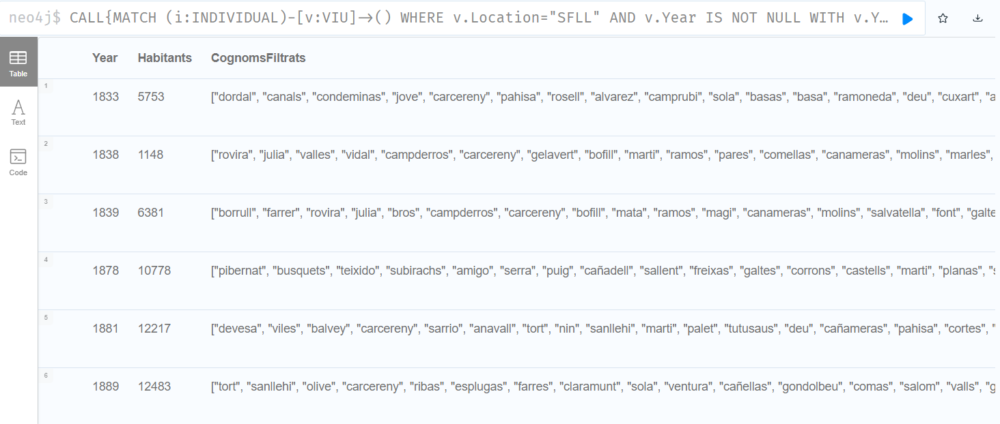 neo4j$ CALL{MATCH (i:INDIVIDUAL)-[v:VIU]->() WHERE v.Location="SFLL" AND v.Year IS NOT NULL WITH v.Y…
Table
Text
Code
Year Habitants CognomsFiltrats
1 1833 5753 ["dordal", "canals", "condeminas", "jove", "carcereny", "pahisa", "rosell", "alvarez", "camprubi", "sola", "basas", "basa", "ramoneda", "deu", "cuxart", "a
2 1838 1148 ["rovira", "julia", "valles", "vidal", "campderros", "carcereny", "gelavert", "bofill", "marti", "ramos", "pares", "comellas", "canameras", "molins", "marles",
3 1839 6381 ["borrull", "farrer", "rovira", "julia", "bros", "campderros", "carcereny", "bofill", "mata", "ramos", "magi", "canameras", "molins", "salvatella", "font", "galte
4 1878 10778 ["pibernat", "busquets", "teixido", "subirachs", "amigo", "serra", "puig", "cañadell", "sallent", "freixas", "galtes", "corrons", "castells", "marti", "planas", "s
5 1881 12217 ["devesa", "viles", "balvey", "carcereny", "sarrio", "anavall", "tort", "nin", "sanllehi", "marti", "palet", "tutusaus", "deu", "cañameras", "pahisa", "cortes", "
6 1889 12483 ["tort", "sanllehi", "olive", "carcereny", "ribas", "esplugas", "farres", "claramunt", "sola", "ventura", "cañellas", "gondolbeu", "comas", "salom", "valls", "g